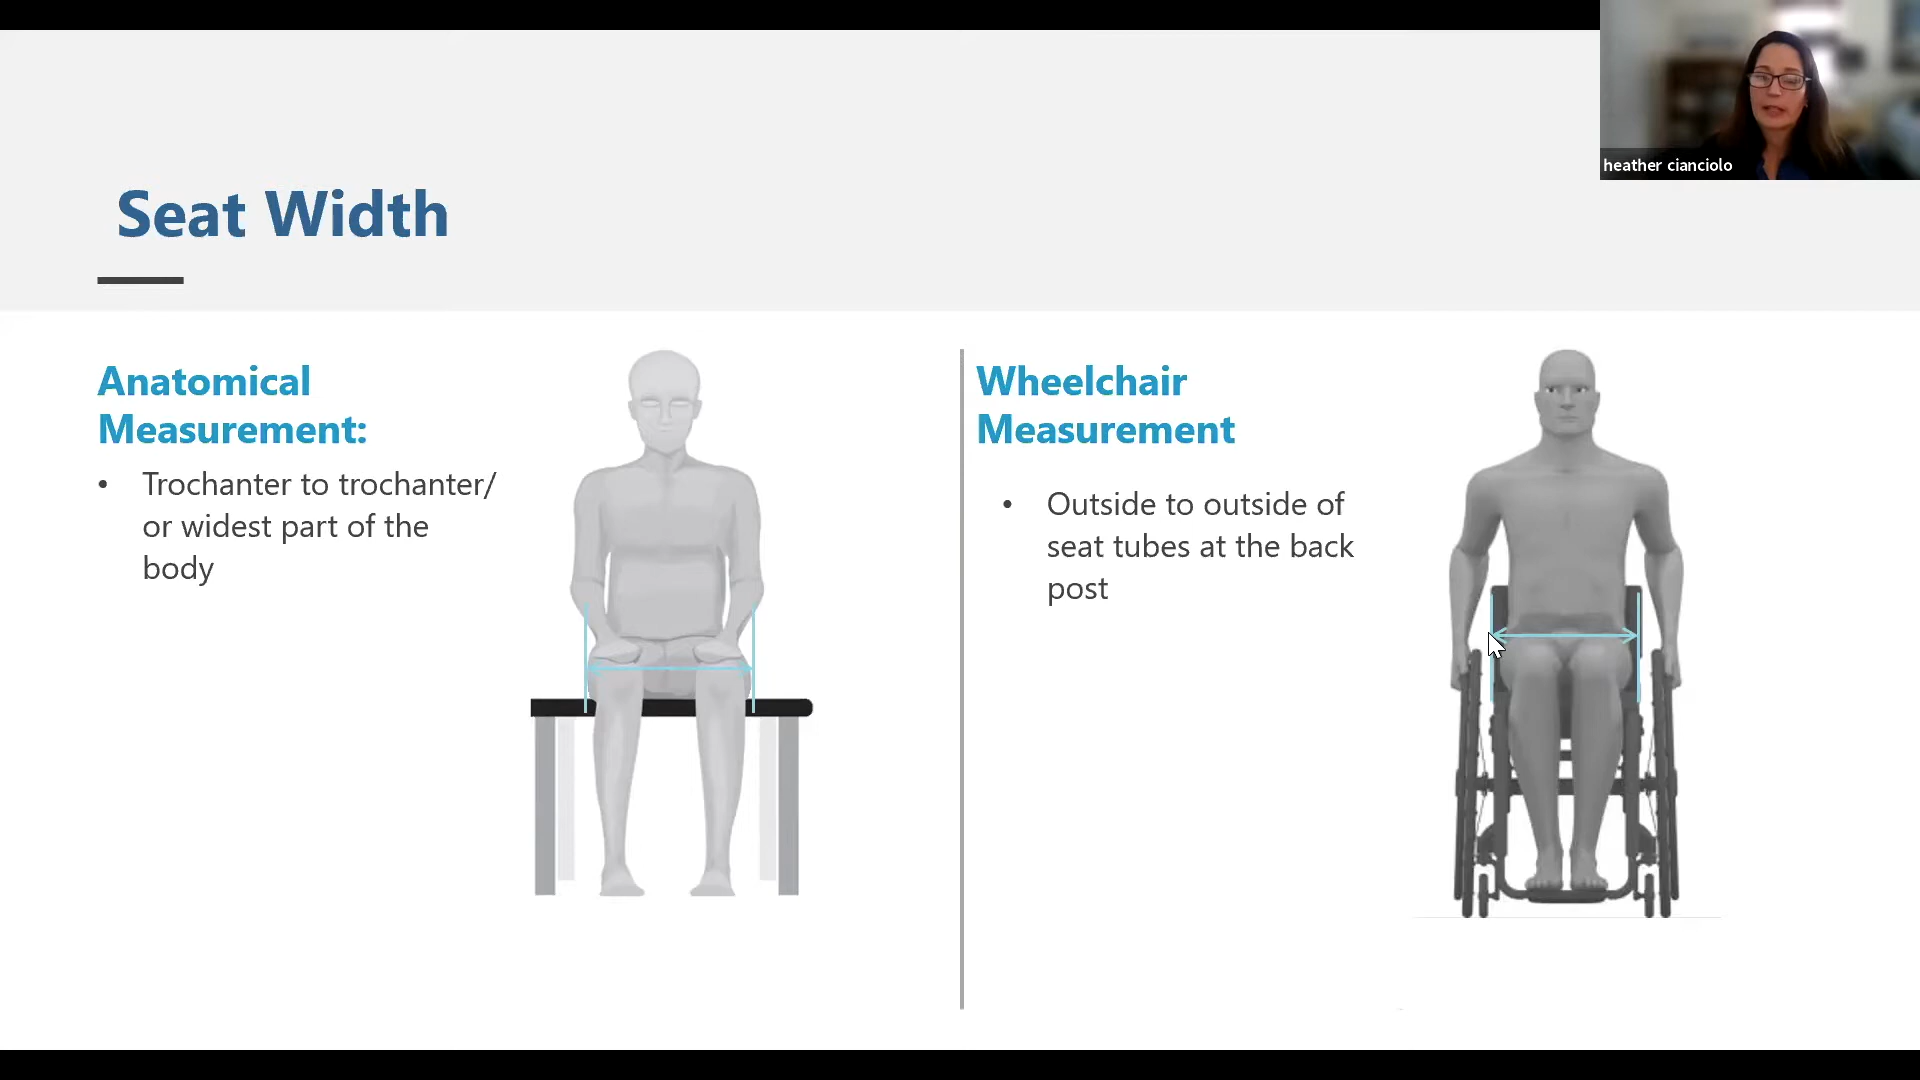 heather cianciolo
Seat Width
Anatomical
Measurement:
• Trochanter to trochanter/
or widest part of the
body
Wheelchair
Measurement
• Outside to outside of
seat tubes at the back
post